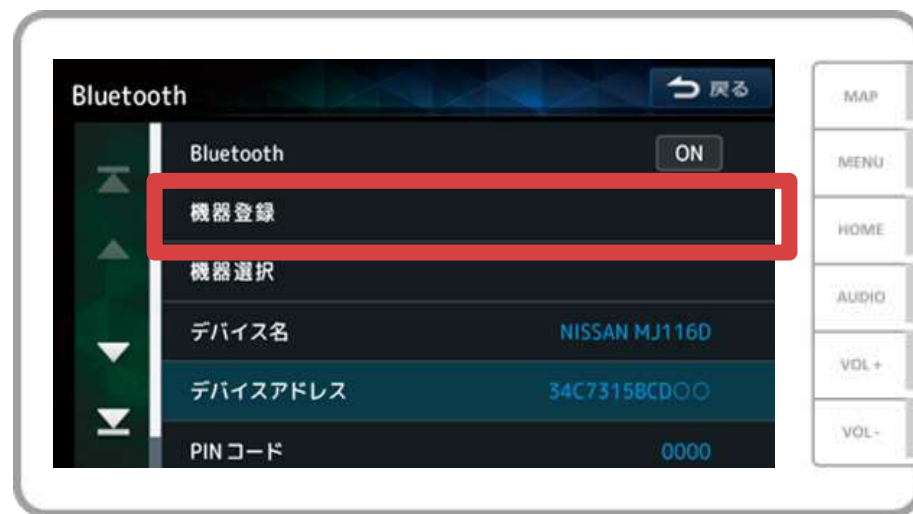 Bluetooth
戻る
Bluetooth ON
機器登録
機器選択
デバイス名 NISSAN MJ116D
デバイスアドレス 34C7315BCD○○
PINコード 0000
MAP
MENU
HOME
AUDIO
VOL+
VOL-